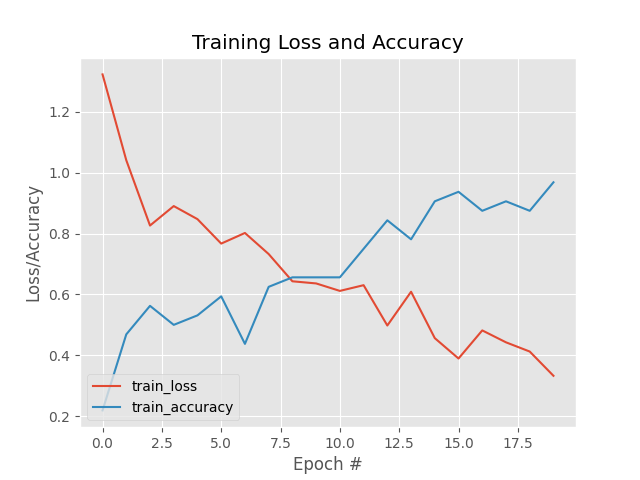 Training Loss and Accuracy
Loss/Accuracy
1.2
1.0
0.8
0.6
0.4
0.2
train_loss
train_accuracy
0.0 2.5 5.0 7.5 10.0 12.5 15.0 17.5
Epoch #